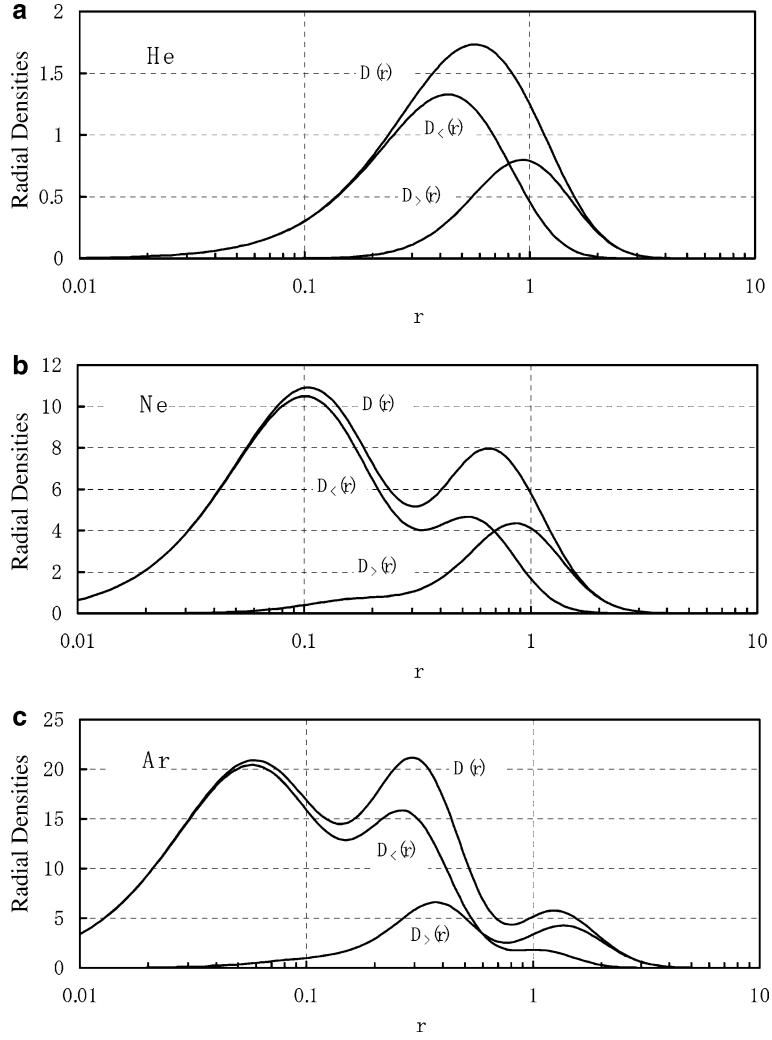 a
He
D(r)
D<(r)
D>(r)
Radial Densities
2
1.5
1
0.5
0
0.01 0.1 1 10
r
b
Ne
D(r)
D<(r)
D>(r)
Radial Densities
12
10
8
6
4
2
0
0.01 0.1 1 10
r
c
Ar
D(r)
D<(r)
D>(r)
Radial Densities
25
20
15
10
5
0
0.01 0.1 1 10
r